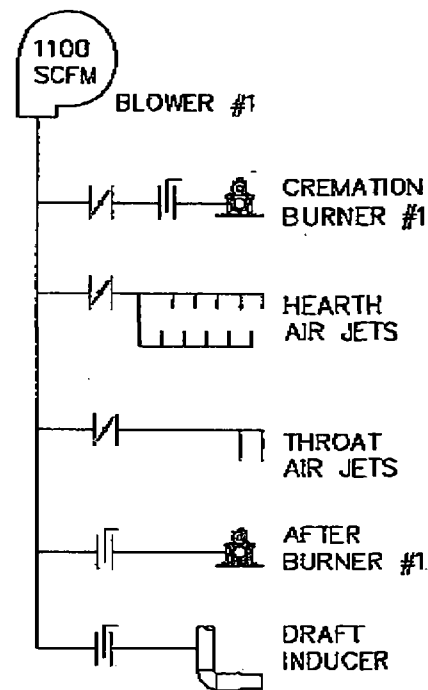 1100
SCFM
BLOWER #1
CREMATION
BURNER #1
HEARTH
AIR JETS
THROAT
AIR JETS
AFTER
BURNER #1
DRAFT
INDUCER